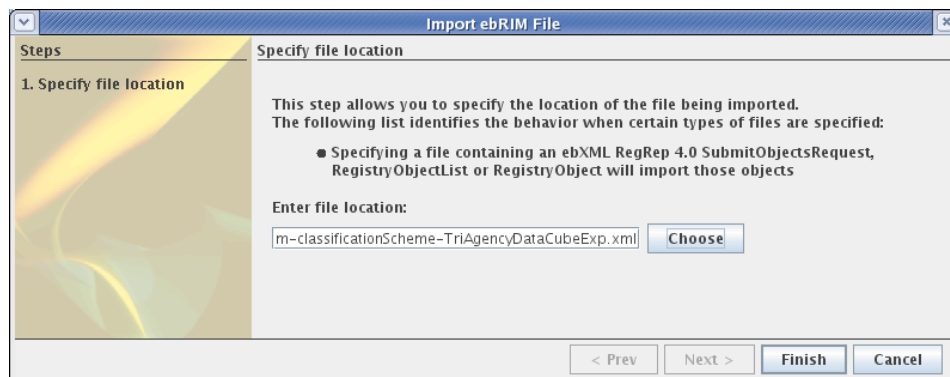 Import ebRIM File
Steps
1. Specify file location
Specify file location
This step allows you to specify the location of the file being imported.
The following list identifies the behavior when certain types of files are specified:
Specifying a file containing an ebXML RegRep 4.0 SubmitObjectsRequest,
RegistryObjectList or RegistryObject will import those objects
Enter file location:
m-classificationScheme-TriAgencyDataCubeExp.xml
Choose
< Prev
Next >
Finish
Cancel